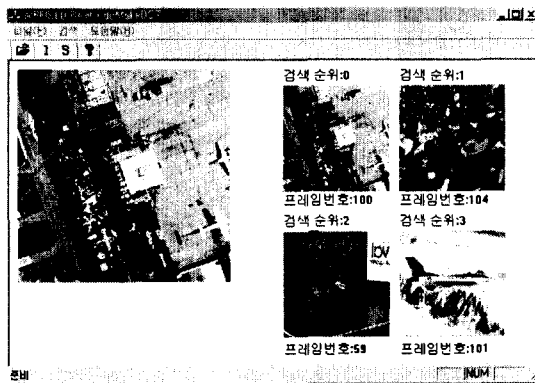 파일(F) 검색 도움말(H)
I S ?
검색 순위:0 검색 순위:1
프레임번호:100 프레임번호:104
검색 순위:2 검색 순위:3
프레임번호:59 프레임번호:101
준비 NUM